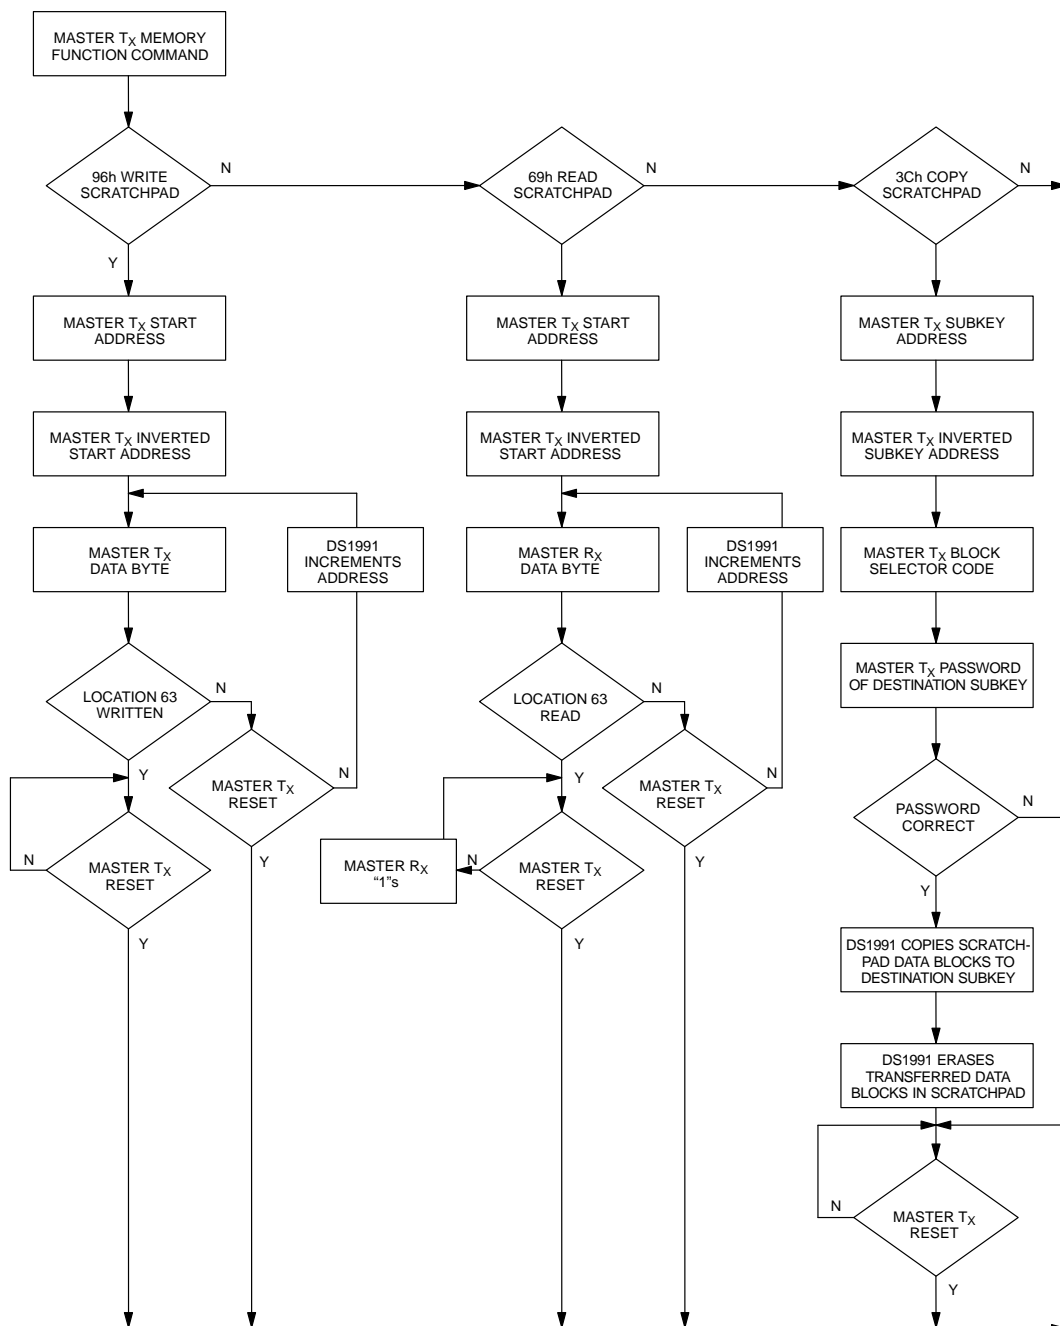 MASTER TX MEMORY
FUNCTION COMMAND
96h WRITE
SCRATCHPAD
N
Y
69h READ
SCRATCHPAD
N
3Ch COPY
SCRATCHPAD
N
MASTER TX START
ADDRESS
MASTER TX START
ADDRESS
MASTER TX SUBKEY
ADDRESS
MASTER TX INVERTED
START ADDRESS
MASTER TX INVERTED
START ADDRESS
MASTER TX INVERTED
SUBKEY ADDRESS
MASTER TX
DATA BYTE
DS1991
INCREMENTS
ADDRESS
MASTER RX
DATA BYTE
DS1991
INCREMENTS
ADDRESS
MASTER TX BLOCK
SELECTOR CODE
LOCATION 63
WRITTEN
N
Y
LOCATION 63
READ
N
Y
MASTER TX PASSWORD
OF DESTINATION SUBKEY
MASTER TX
RESET
N
Y
MASTER TX
RESET
N
Y
PASSWORD
CORRECT
N
Y
MASTER TX
RESET
N
Y
MASTER RX
“1”s
N
MASTER TX
RESET
Y
DS1991 COPIES SCRATCH-
PAD DATA BLOCKS TO
DESTINATION SUBKEY
DS1991 ERASES
TRANSFERRED DATA
BLOCKS IN SCRATCHPAD
N
MASTER TX
RESET
Y